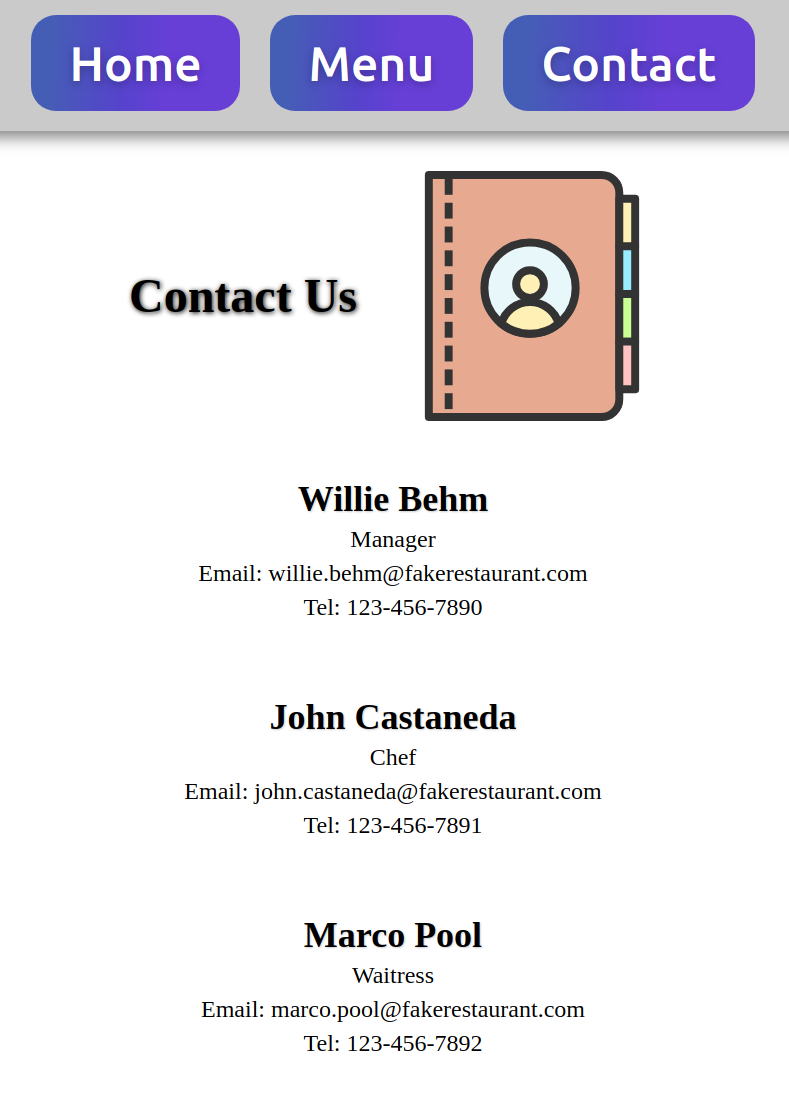 Home Menu Contact
Contact Us
Willie Behm
Manager
Email: willie.behm@fakerestaurant.com
Tel: 123-456-7890
John Castaneda
Chef
Email: john.castaneda@fakerestaurant.com
Tel: 123-456-7891
Marco Pool
Waitress
Email: marco.pool@fakerestaurant.com
Tel: 123-456-7892